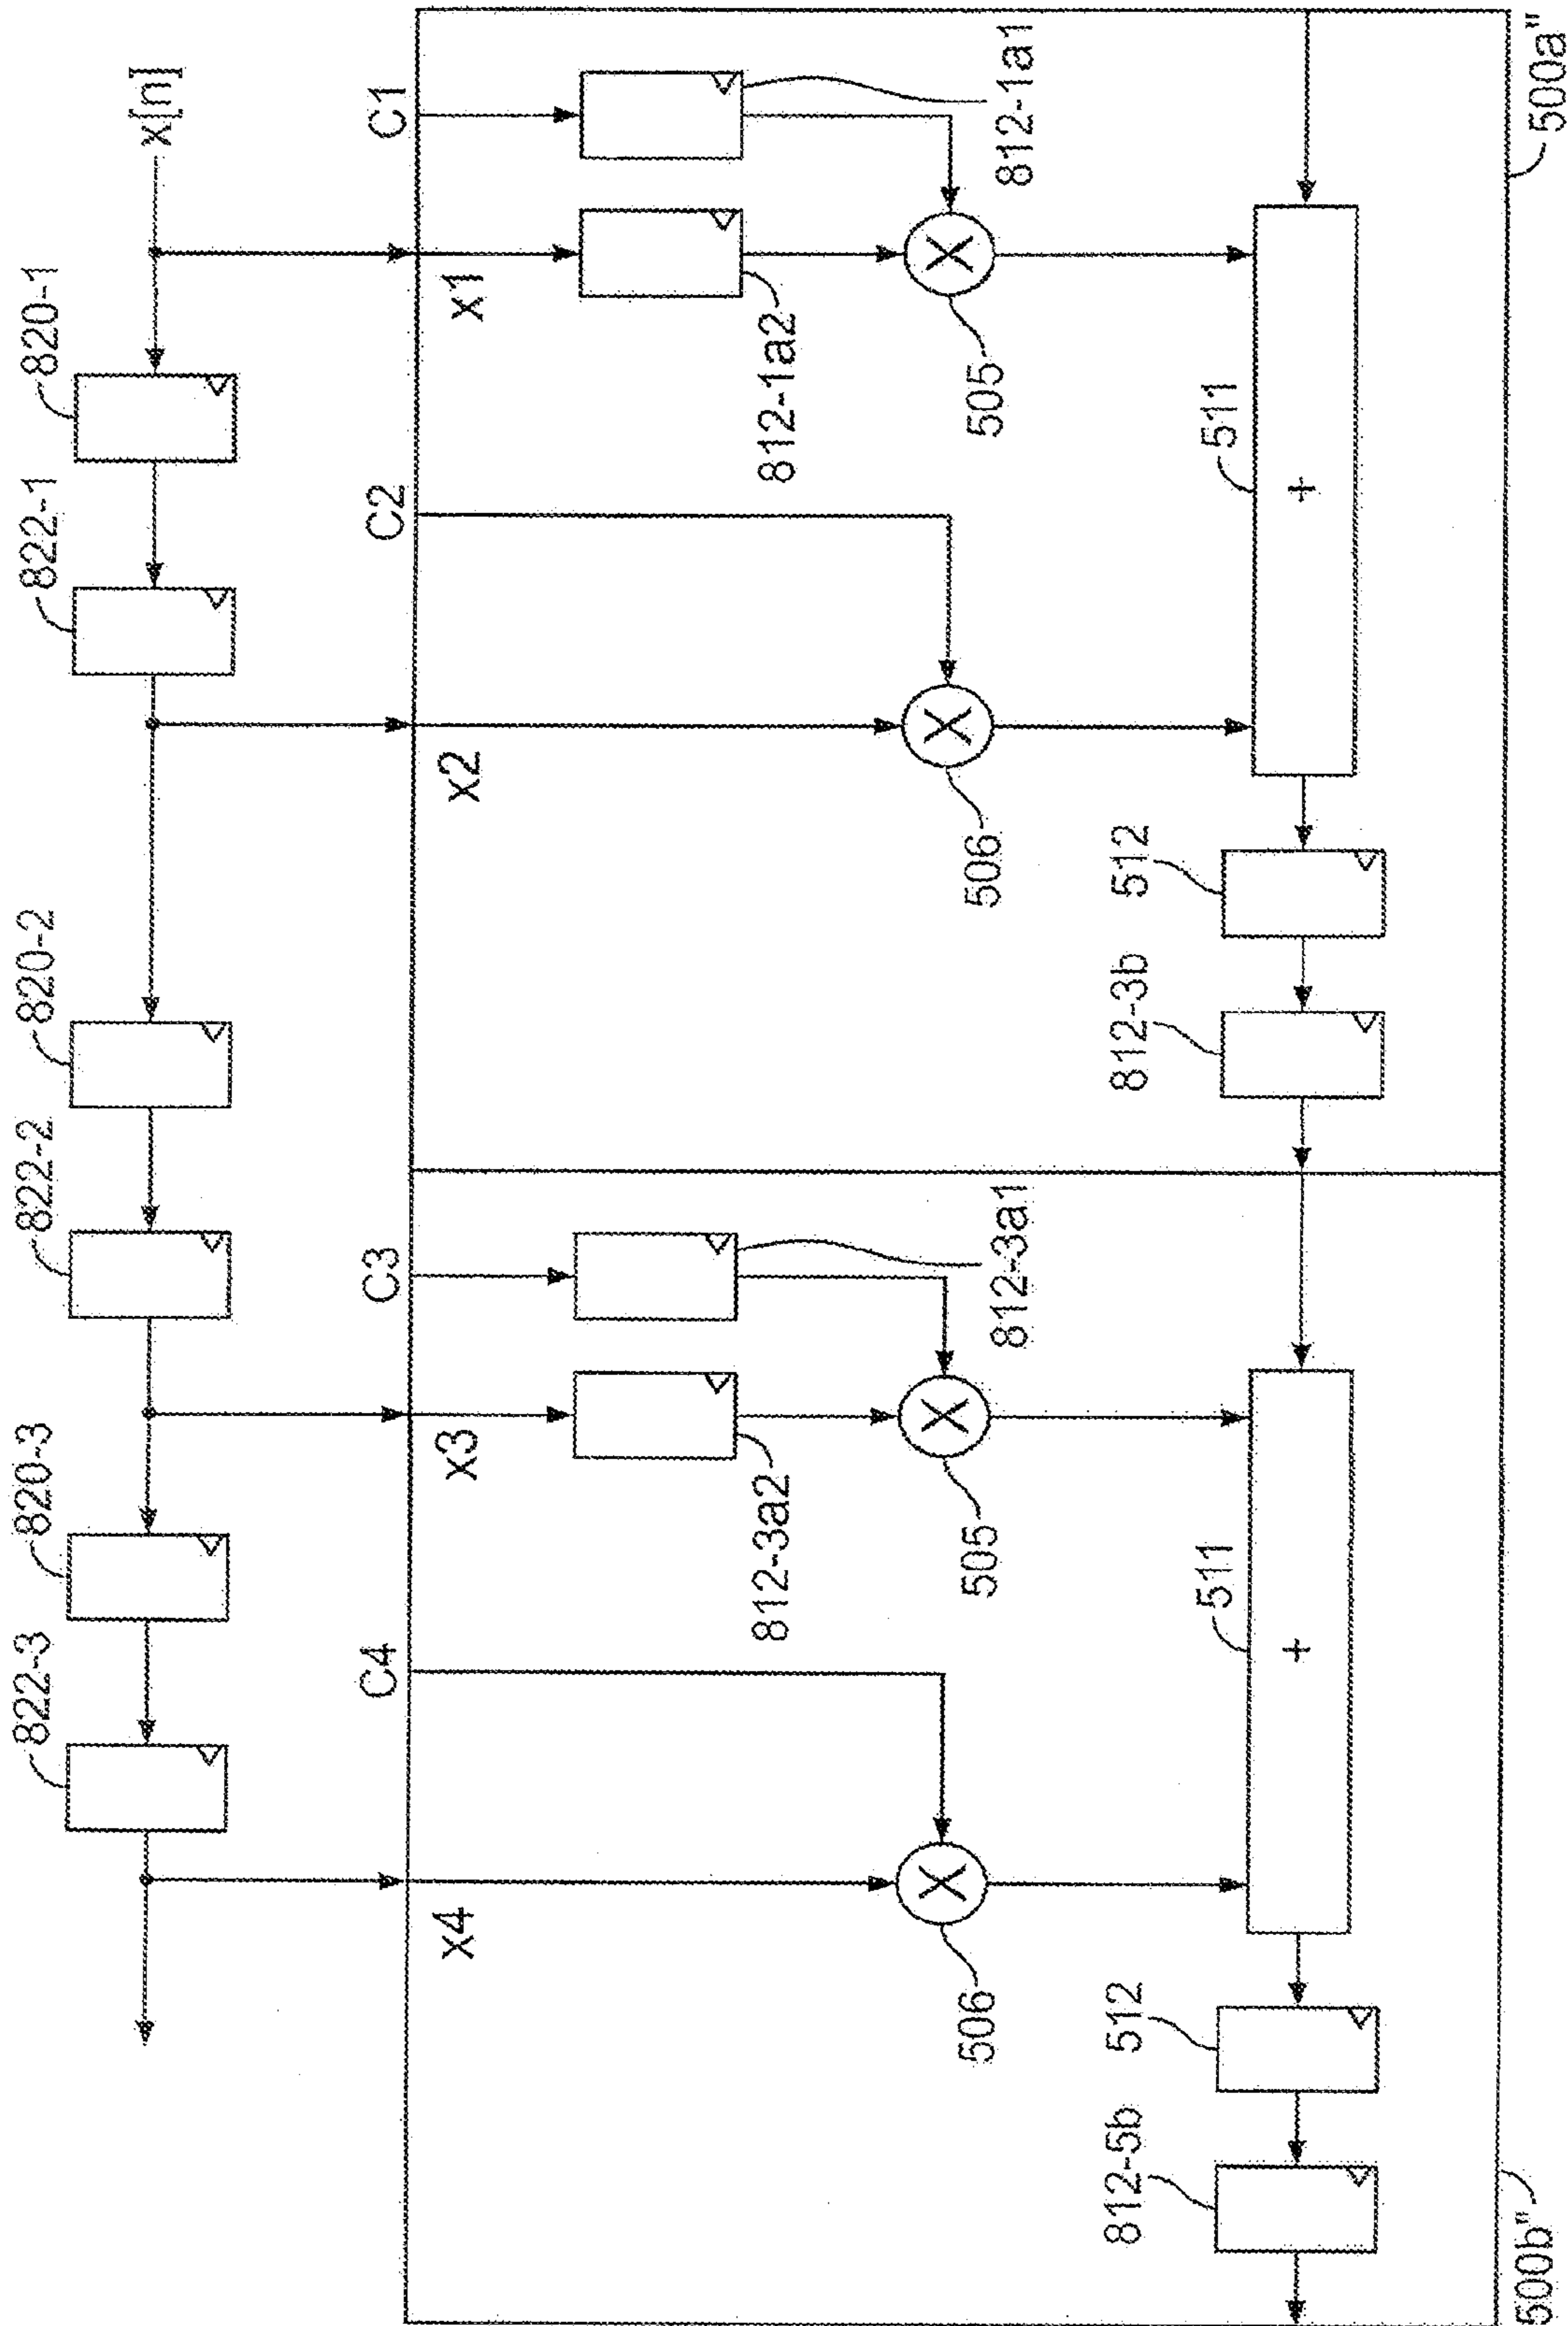 x[n]
820-1
822-1
820-2
822-2
820-3
822-3
C1
x1
C2
x2
C3
x3
C4
x4
812-1a1
812-1a2
505
506
511
+
512
812-3b
812-3a1
812-3a2
505
506
511
+
512
812-5b
X
X
X
X
500a"
500b"